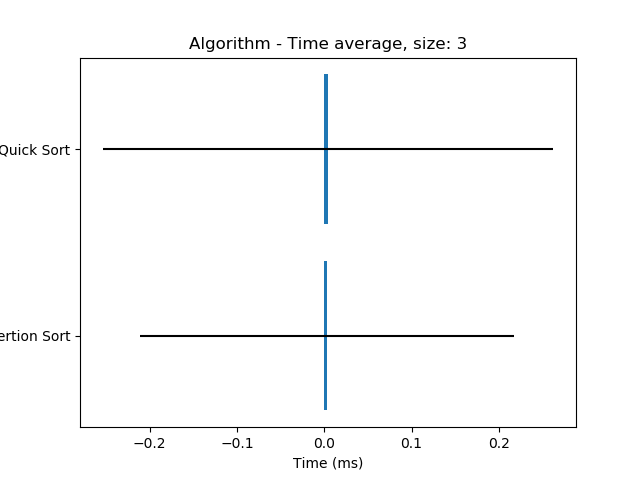 Algorithm - Time average, size: 3
Quick Sort
ertion Sort
−0.2 −0.1 0.0 0.1 0.2
Time (ms)